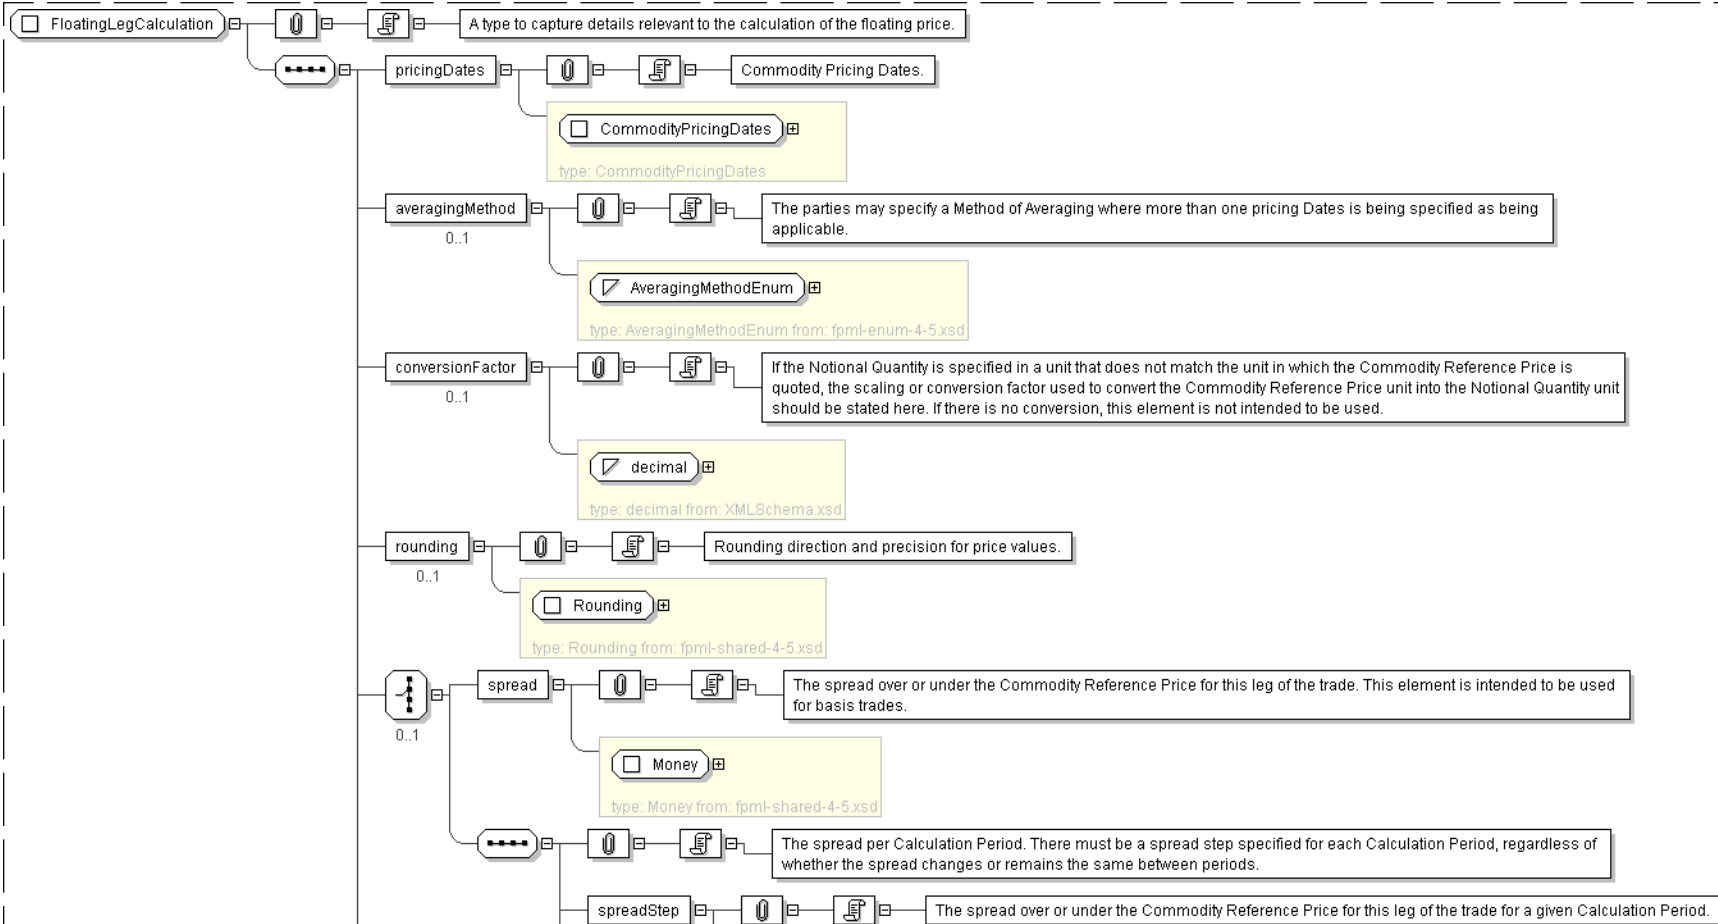 FloatingLegCalculation
A type to capture details relevant to the calculation of the floating price.
pricingDates
Commodity Pricing Dates.
CommodityPricingDates
type: CommodityPricingDates
averagingMethod
0..1
The parties may specify a Method of Averaging where more than one pricing Dates is being specified as being
applicable.
AveragingMethodEnum
type: AveragingMethodEnum from: fpml-enum-4-5.xsd
conversionFactor
0..1
If the Notional Quantity is specified in a unit that does not match the unit in which the Commodity Reference Price is
quoted, the scaling or conversion factor used to convert the Commodity Reference Price unit into the Notional Quantity unit
should be stated here. If there is no conversion, this element is not intended to be used.
decimal
type: decimal from: XMLSchema.xsd
rounding
0..1
Rounding direction and precision for price values.
Rounding
type: Rounding from: fpml-shared-4-5.xsd
0..1
spread
The spread over or under the Commodity Reference Price for this leg of the trade. This element is intended to be used
for basis trades.
Money
type: Money from: fpml-shared-4-5.xsd
The spread per Calculation Period. There must be a spread step specified for each Calculation Period, regardless of
whether the spread changes or remains the same between periods.
spreadStep
The spread over or under the Commodity Reference Price for this leg of the trade for a given Calculation Period.